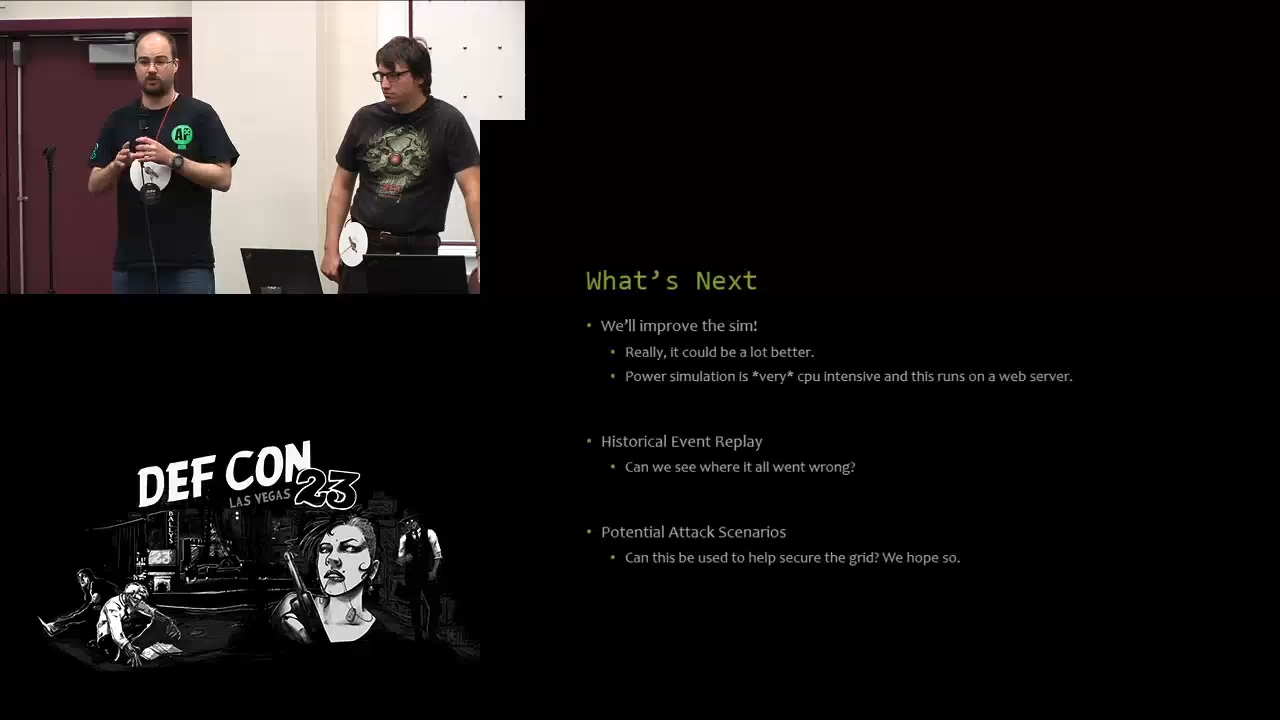 What's Next
• We'll improve the sim!
• Really, it could be a lot better.
• Power simulation is *very* cpu intensive and this runs on a web server.
• Historical Event Replay
• Can we see where it all went wrong?
• Potential Attack Scenarios
• Can this be used to help secure the grid? We hope so.
DEF CON
LAS VEGAS 23
BALLYS